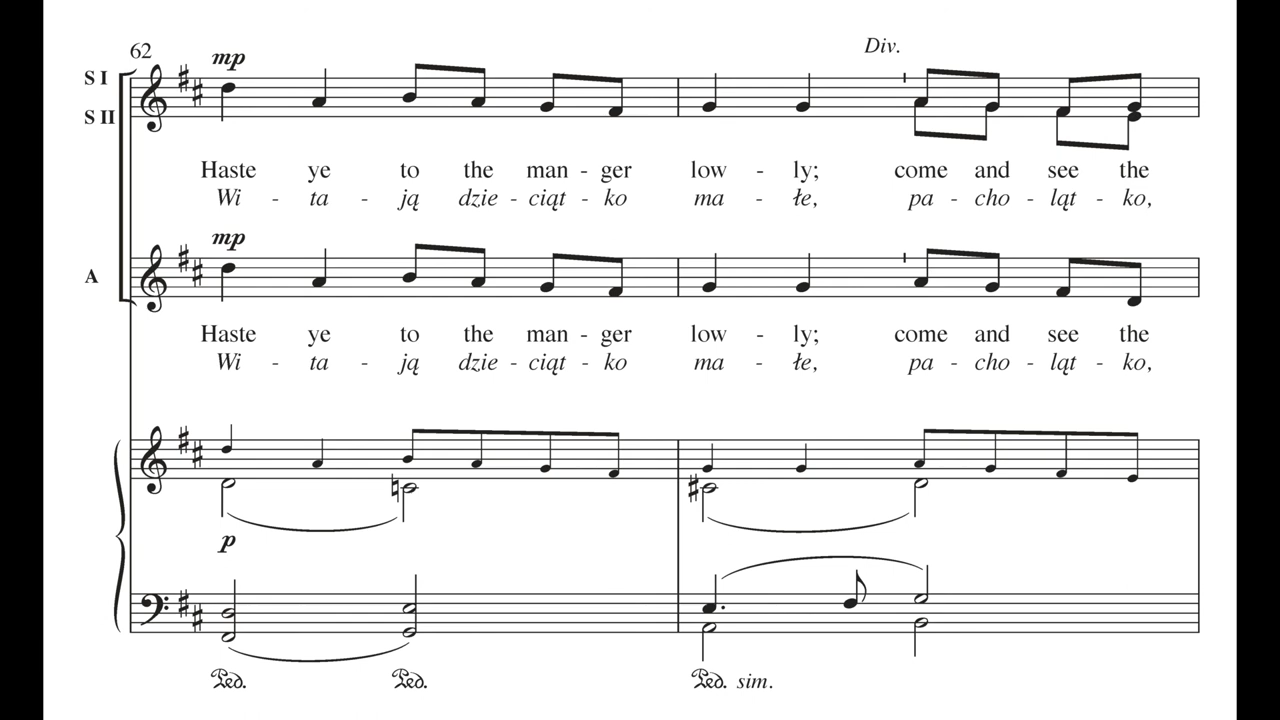 62
mp
Div.
S I
S II
Haste ye to the man - ger low - ly; come and see the
Wi - ta - ją dzie - ciąt - ko ma - łe, pa - cho - ląt - ko,
mp
A
Haste ye to the man - ger low - ly; come and see the
Wi - ta - ją dzie - ciąt - ko ma - łe, pa - cho - ląt - ko,
p
Ped. Ped. Ped. sim.